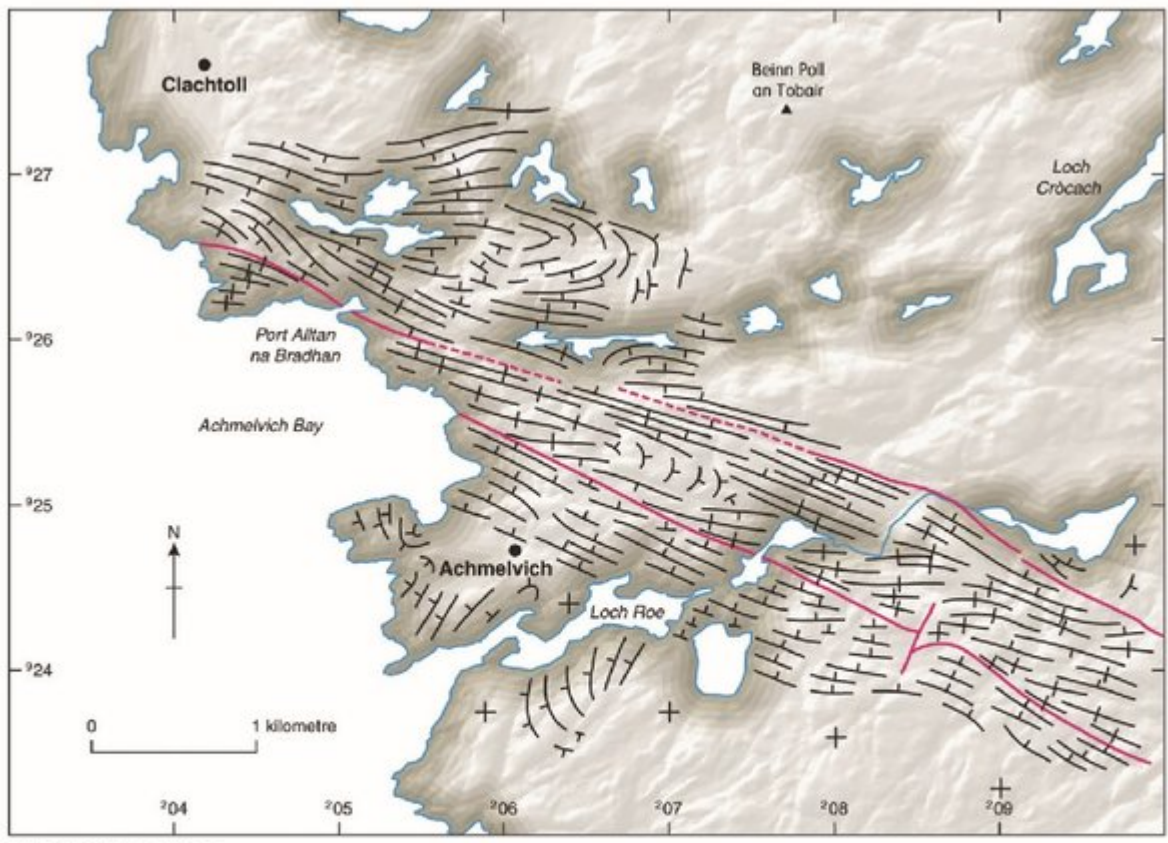 Clachtoll
Beinn Poll
an Tobair
⁹27
Loch
Cròcach
⁹26
Port Alltan
na Bradhan
Achmelvich Bay
⁹25
N
Achmelvich
Loch Roe
⁹24
0
1 kilometre
²04
²05
²06
²07
²08
²09